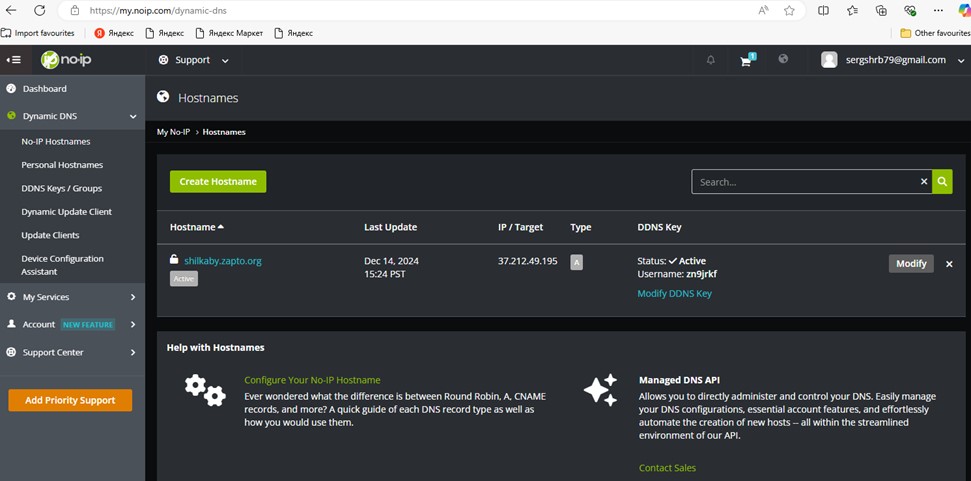 https://my.noip.com/dynamic-dns
Import favourites
Яндекс
Яндекс
Яндекс Маркет
Яндекс
Other favourites
no-ip
Support
1
sergshrb79@gmail.com
Dashboard
Dynamic DNS
No-IP Hostnames
Personal Hostnames
DDNS Keys / Groups
Dynamic Update Client
Update Clients
Device Configuration
Assistant
My Services
Account NEW FEATURE
Support Center
Add Priority Support
Hostnames
My No-IP > Hostnames
Create Hostname
Search...
Hostname
Last Update
IP / Target
Type
DDNS Key
shilkaby.zapto.org
Active
Dec 14, 2024
15:24 PST
37.212.49.195
A
Status: ✓ Active
Username: zn9jrkf
Modify DDNS Key
Modify
Help with Hostnames
Configure Your No-IP Hostname
Ever wondered what the difference is between Round Robin, A, CNAME
records, and more? A quick guide of each DNS record type as well as
how you would use them.
Managed DNS API
Allows you to directly administer and control your DNS. Easily manage
your DNS configurations, essential account features, and effortlessly
automate the creation of new hosts -- all within the streamlined
environment of our API.
Contact Sales